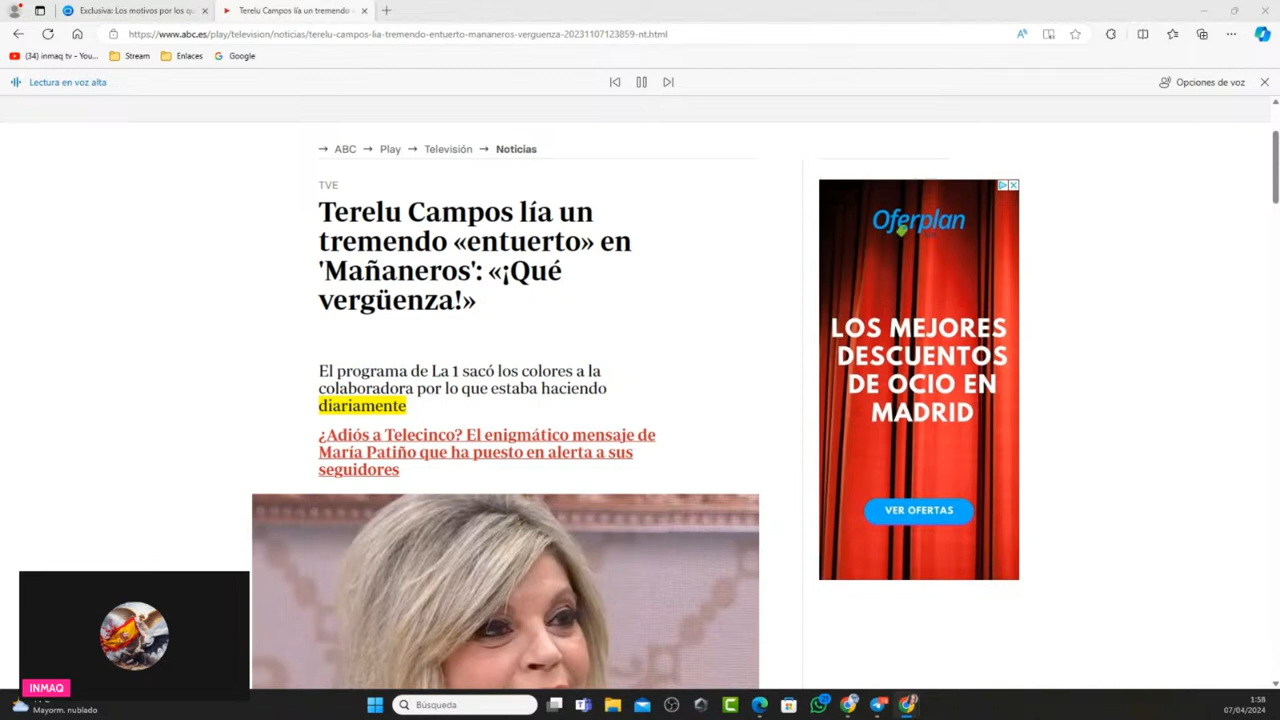 Exclusiva: Los motivos por los qu
Terelu Campos lía un tremendo
https://www.abc.es/play/television/noticias/terelu-campos-lia-tremendo-entuerto-mananeros-verguenza-20231107123859-nt.html
(34) inmaq tv - You...
Stream
Enlaces
Google
Lectura en voz alta
Opciones de voz
→ ABC → Play → Televisión → Noticias
TVE
Terelu Campos lía un
tremendo «entuerto» en
'Mañaneros': «¡Qué
vergüenza!»
El programa de La 1 sacó los colores a la
colaboradora por lo que estaba haciendo
diariamente
¿Adiós a Telecinco? El enigmático mensaje de
María Patiño que ha puesto en alerta a sus
seguidores
Oferplan
LOS MEJORES
DESCUENTOS
DE OCIO EN
MADRID
VER OFERTAS
INMAQ
Mayorm. nublado
Búsqueda
1:58
07/04/2024